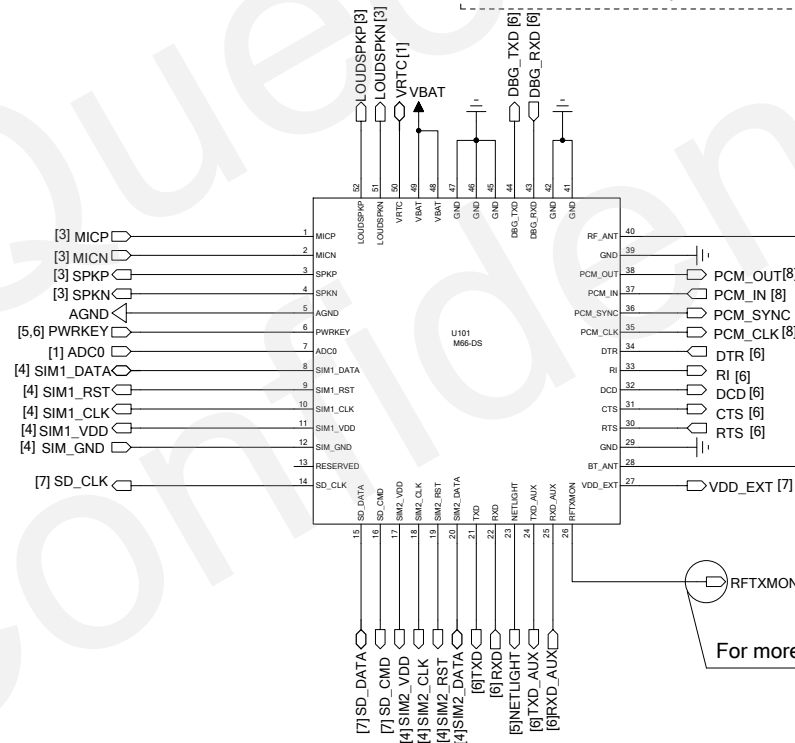 LOUDSPKP[3]
LOUDSPKN[3]
VRTC[1]
VBAT
DBG_TXD [6]
DBG_RXD [6]
52
51
50
49
48
47
46
45
44
43
42
41
LOUDSPKP
LOUDSPKN
VRTC
VBAT
VBAT
GND
GND
GND
DBG_TXD
DBG_RXD
GND
GND
[3] MICP 1 MICP
[3] MICN 2 MICN
[3] SPKP 3 SPKP
[3] SPKN 4 SPKN
AGND 5 AGND
[5,6] PWRKEY 6 PWRKEY
[1] ADC0 7 ADC0
[4] SIM1_DATA 8 SIM1_DATA
[4] SIM1_RST 9 SIM1_RST
[4] SIM1_CLK 10 SIM1_CLK
[4] SIM1_VDD 11 SIM1_VDD
[4] SIM_GND 12 SIM_GND
13 RESERVED
[7] SD_CLK 14 SD_CLK
U101
M66-DS
RF_ANT 40
GND 39
PCM_OUT 38 PCM_OUT[8]
PCM_IN 37 PCM_IN [8]
PCM_SYNC 36 PCM_SYNC
PCM_CLK 35 PCM_CLK[8]
DTR 34 DTR [6]
RI 33 RI [6]
DCD 32 DCD [6]
CTS 31 CTS [6]
RTS 30 RTS [6]
GND 29
BT_ANT 28
VDD_EXT 27 VDD_EXT [7]
SD_DATA
SD_CMD
SIM2_VDD
SIM2_CLK
SIM2_RST
SIM2_DATA
TXD
RXD
NETLIGHT
TXD_AUX
RXD_AUX
RFTXMON
15
16
17
18
19
20
21
22
23
24
25
26
[7]SD_DATA
[7] SD_CMD
[4]SIM2_VDD
[4]SIM2_CLK
[4]SIM2_RST
[4]SIM2_DATA
[6]TXD
[6]RXD
[5]NETLIGHT
[6]TXD_AUX
[6]RXD_AUX
RFTXMON
For more